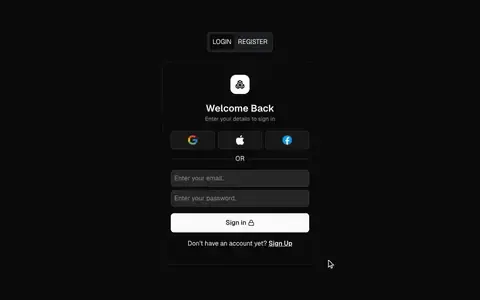 LOGIN REGISTER
Welcome Back
Enter your details to sign in
OR
Enter your email.
Enter your password.
Sign in
Don't have an account yet? Sign Up